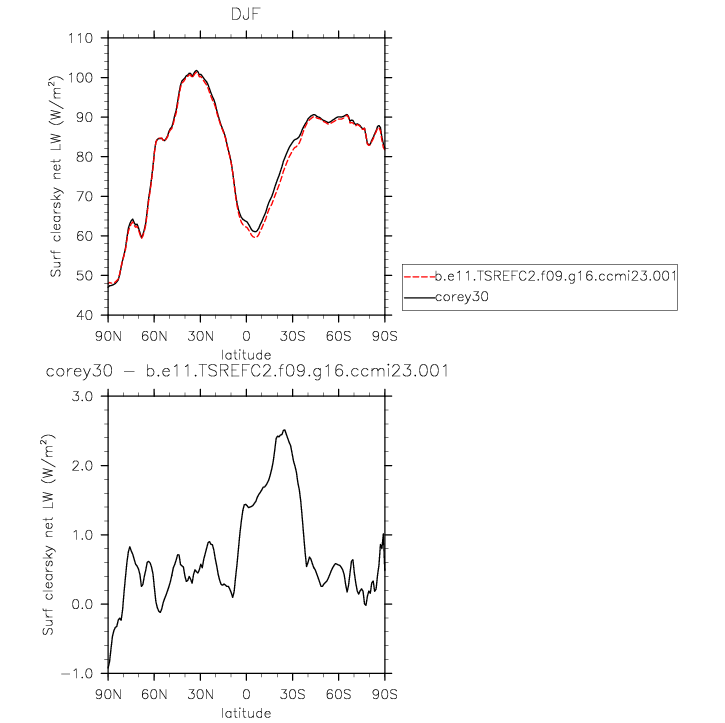 DJF
110
100
90
80
70
60
50
40
Surf clearsky net LW (W/m²)
90N 60N 30N 0 30S 60S 90S
latitude
b.e11.TSREFC2.f09.g16.ccmi23.001
corey30
corey30 − b.e11.TSREFC2.f09.g16.ccmi23.001
3.0
2.0
1.0
0.0
−1.0
Surf clearsky net LW (W/m²)
90N 60N 30N 0 30S 60S 90S
latitude